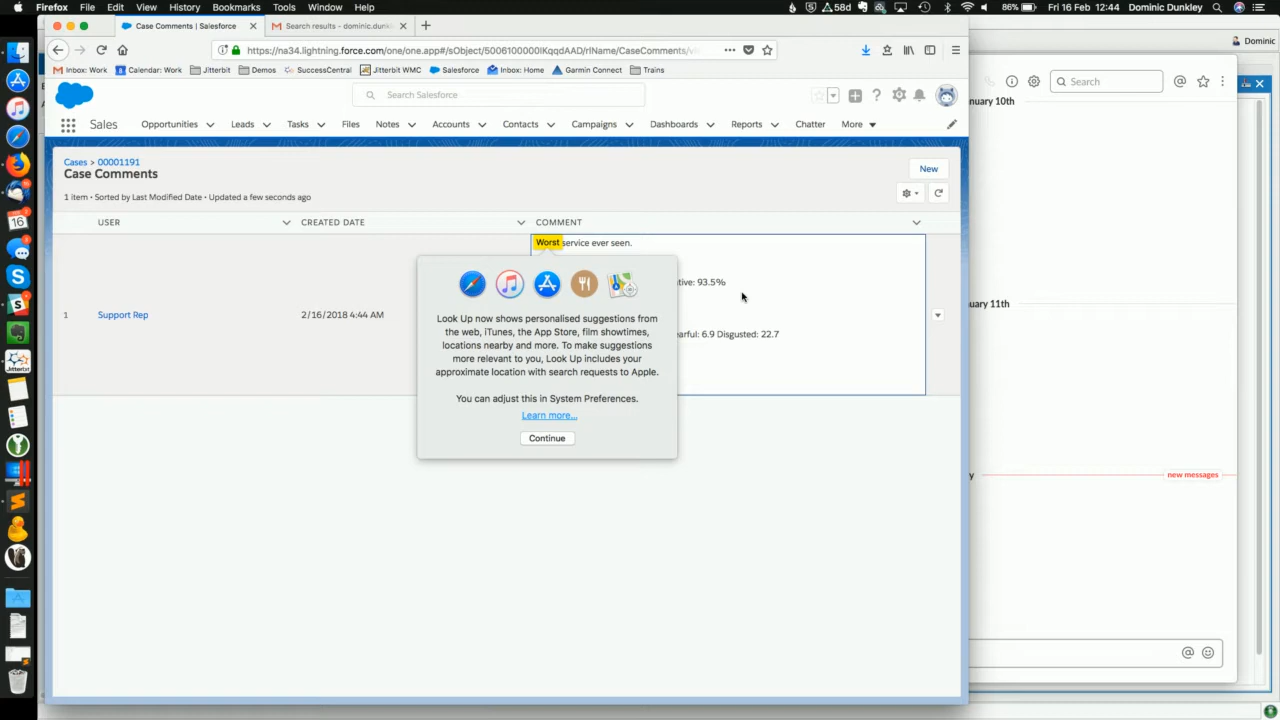 Firefox File Edit View History Bookmarks Tools Window Help 58d 86% Fri 16 Feb 12:44 Dominic Dunkley
Case Comments | Salesforce Search results - dominic.dunk
https://na34.lightning.force.com/one/one.app#/sObject/5006100000IKqqdAAD/rlName/CaseComments/vi
Dominic
Inbox: Work Calendar: Work Jitterbit Demos SuccessCentral Jitterbit WMC Salesforce Inbox: Home Garmin Connect Trains
Search Salesforce
Search
Sales Opportunities Leads Tasks Files Notes Accounts Contacts Campaigns Dashboards Reports Chatter More
nuary 10th
Cases > 00001191
Case Comments
New
1 item • Sorted by Last Modified Date • Updated a few seconds ago
USER CREATED DATE COMMENT
Worst service ever seen.
itive: 93.5%
earful: 6.9 Disgusted: 22.7
1 Support Rep 2/16/2018 4:44 AM
Look Up now shows personalised suggestions from
the web, iTunes, the App Store, film showtimes,
locations nearby and more. To make suggestions
more relevant to you, Look Up includes your
approximate location with search requests to Apple.
You can adjust this in System Preferences.
Learn more...
Continue
nuary 11th
y
new messages
16
Jitterbit